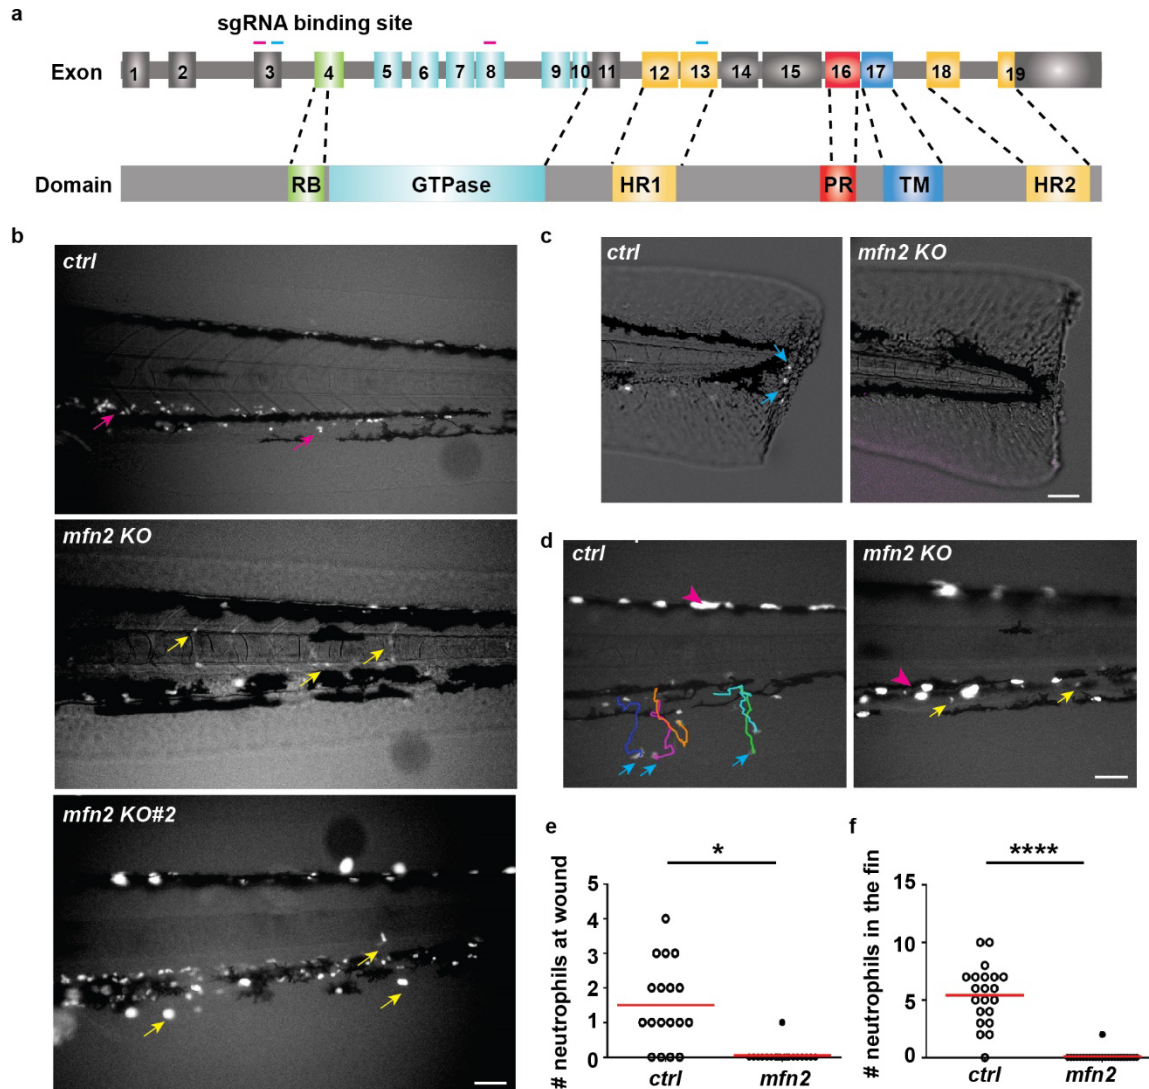 a
sgRNA binding site
Exon 1 2 3 4 5 6 7 8 9 10 11 12 13 14 15 16 17 18 19
Domain RB GTPase HR1 PR TM HR2
b
ctrl
mfn2 KO
mfn2 KO#2
c
ctrl
mfn2 KO
d
ctrl
mfn2 KO
e
*
# neutrophils at wound
5
4
3
2
1
0
ctrl mfn2
f
****
# neutrophils in the fin
15
10
5
0
ctrl mfn2